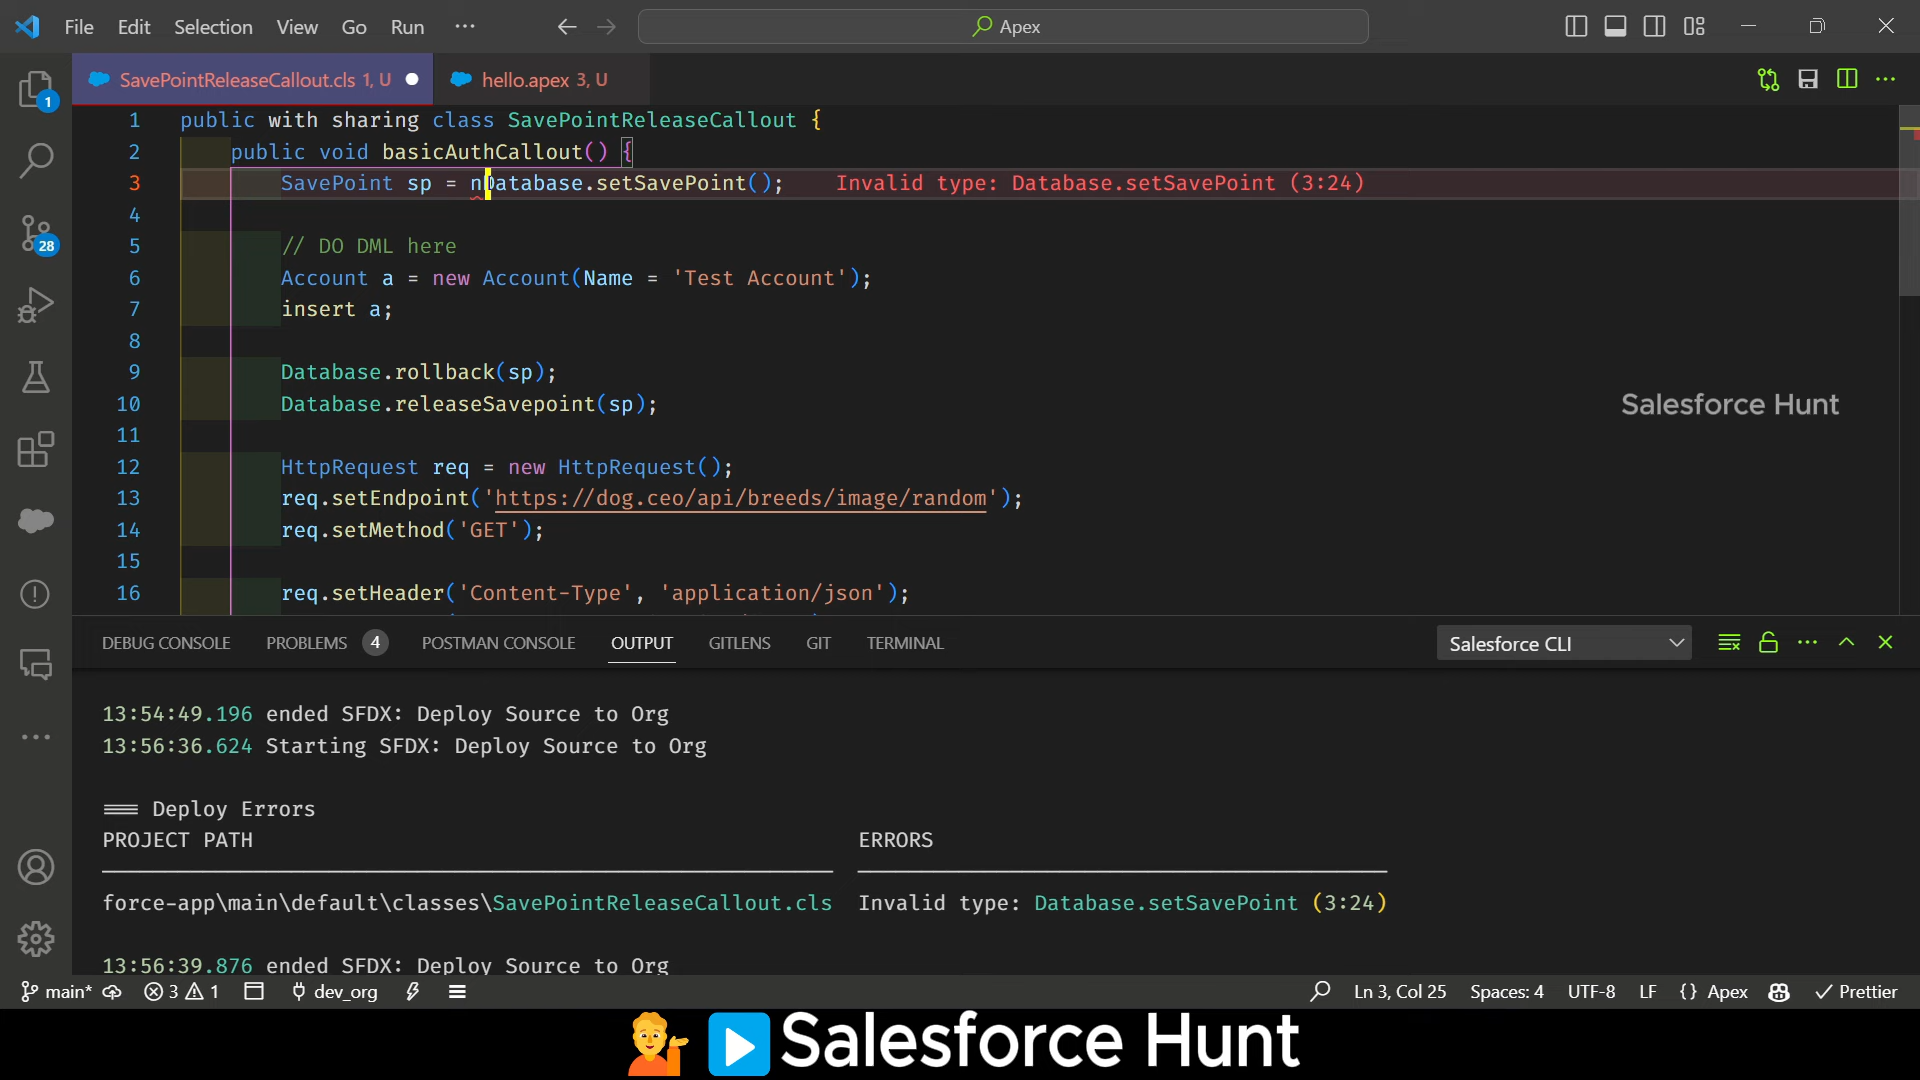 File Edit Selection View Go Run ··· Apex
SavePointReleaseCallout.cls 1, U hello.apex 3, U
1 public with sharing class SavePointReleaseCallout {
2 public void basicAuthCallout() {
3 SavePoint sp = nDatabase.setSavePoint(); Invalid type: Database.setSavePoint (3:24)
4
5 // DO DML here
6 Account a = new Account(Name = 'Test Account');
7 insert a;
8
9 Database.rollback(sp);
10 Database.releaseSavepoint(sp);
11
12 HttpRequest req = new HttpRequest();
13 req.setEndpoint('https://dog.ceo/api/breeds/image/random');
14 req.setMethod('GET');
15
16 req.setHeader('Content-Type', 'application/json');
1
28
Salesforce Hunt
DEBUG CONSOLE PROBLEMS 4 POSTMAN CONSOLE OUTPUT GITLENS GIT TERMINAL Salesforce CLI
13:54:49.196 ended SFDX: Deploy Source to Org
13:56:36.624 Starting SFDX: Deploy Source to Org
=== Deploy Errors
PROJECT PATH ERRORS
force-app\main\default\classes\SavePointReleaseCallout.cls Invalid type: Database.setSavePoint (3:24)
13:56:39.876 ended SFDX: Deploy Source to Org
main* 3 1 dev_org Ln 3, Col 25 Spaces: 4 UTF-8 LF {} Apex Prettier
Salesforce Hunt